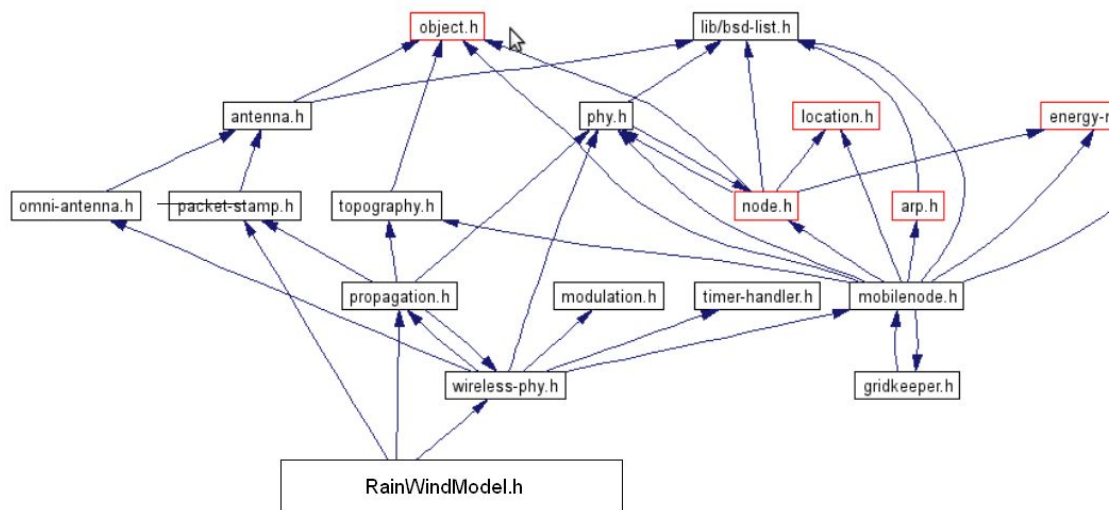 object.h
lib/bsd-list.h
antenna.h
phy.h
location.h
energy-m
omni-antenna.h
packet-stamp.h
topography.h
node.h
arp.h
propagation.h
modulation.h
timer-handler.h
mobilenode.h
wireless-phy.h
gridkeeper.h
RainWindModel.h